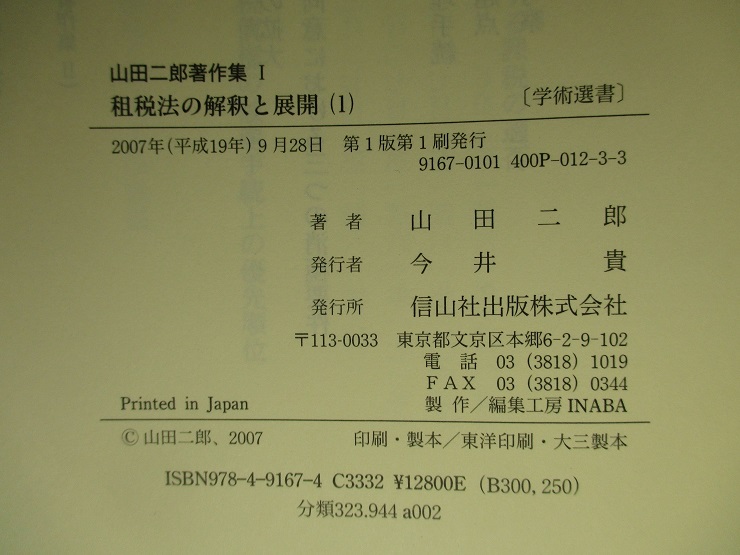 山田二郎著作集 I
租税法の解釈と展開(1) 〔学術選書〕
2007年(平成19年) 9月28日 第1版第1刷発行
9167-0101 400P-012-3-3
著者 山田二郎
発行者 今井貴
発行所 信山社出版株式会社
〒113-0033 東京都文京区本郷6-2-9-102
電話 03 (3818) 1019
FAX 03 (3818) 0344
Printed in Japan 製作/編集工房 INABA
© 山田二郎、2007 印刷・製本/東洋印刷・大三製本
ISBN978-4-9167-4 C3332 ¥12800E (B300, 250)
分類323.944 a002